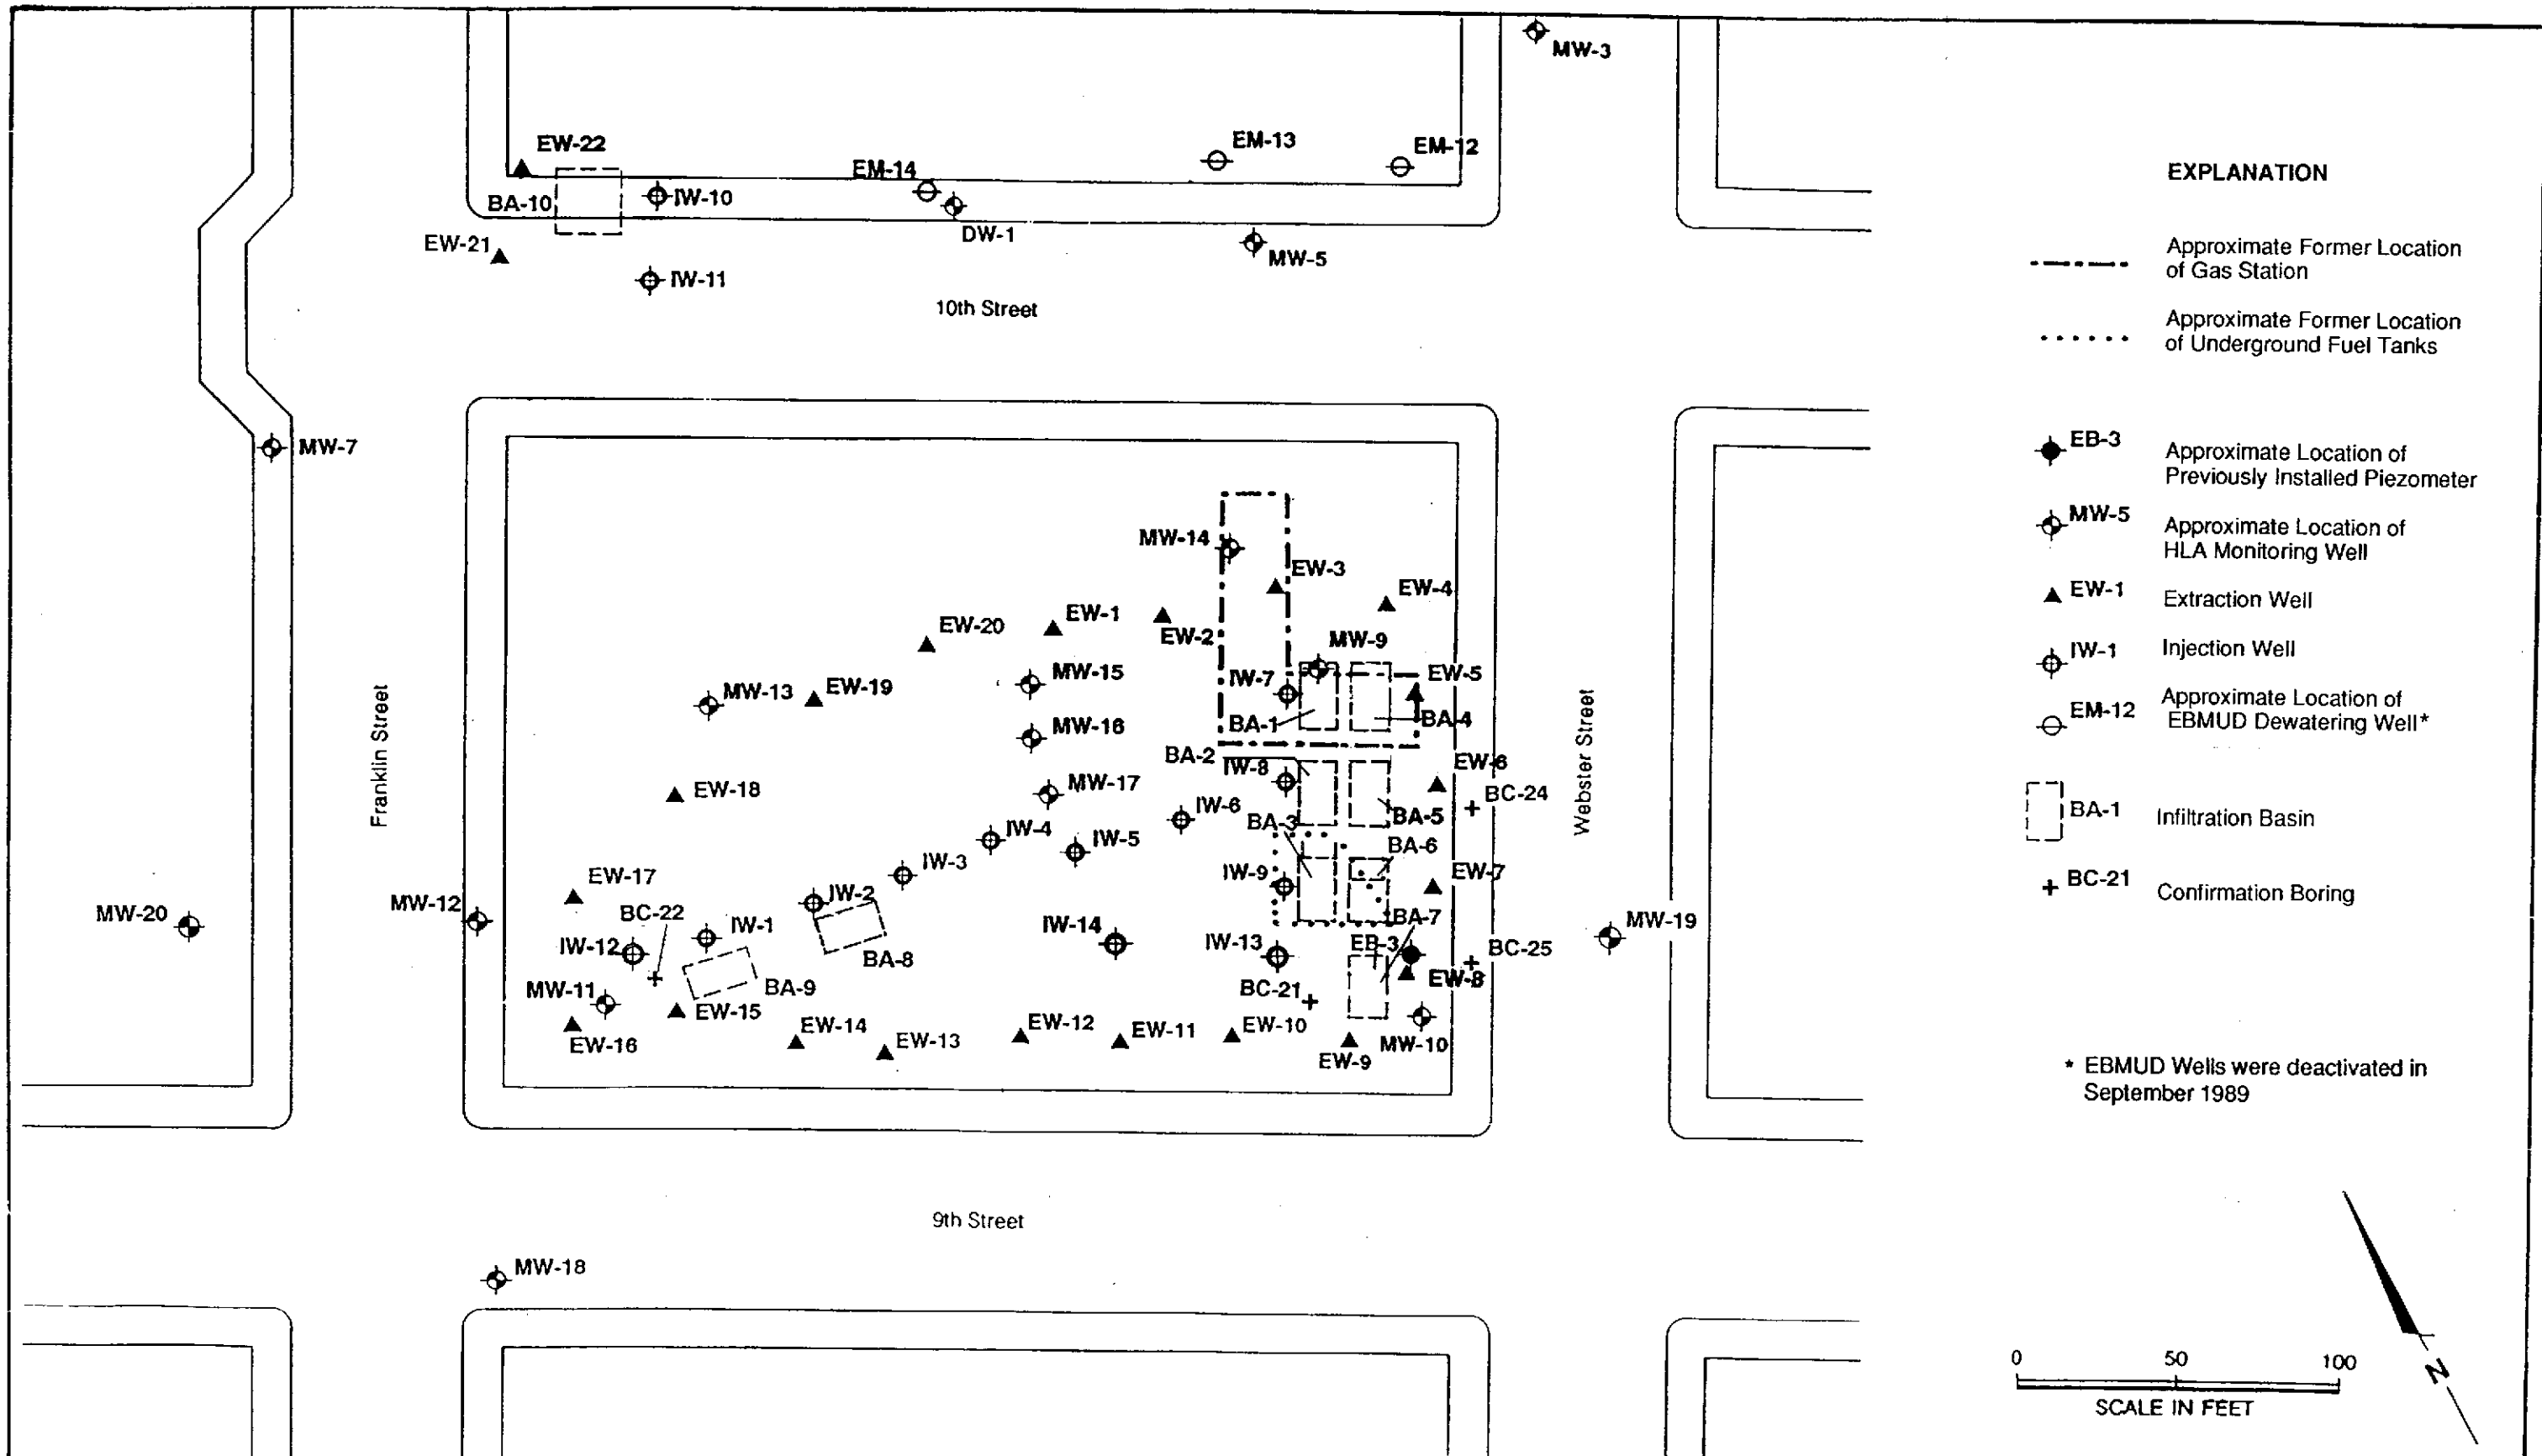 MW-3
EW-22
EM-13
EM-12
EM-14
BA-10
IW-10
DW-1
EW-21
MW-5
IW-11
10th Street
MW-7
MW-14
EW-3
EW-4
EW-1
EW-20
EW-2
MW-9
MW-15
IW-7
EW-5
MW-13
EW-19
BA-1
BA-4
MW-16
BA-2
IW-8
EW-6
Franklin Street
Webster Street
EW-18
MW-17
BC-24
IW-6
BA-3
BA-5
IW-4
IW-5
BA-6
IW-3
IW-9
EW-7
EW-17
IW-2
MW-20
MW-12
BC-22
IW-1
IW-14
BA-7
MW-19
IW-12
BA-8
IW-13
EB-3
BC-25
MW-11
BA-9
BC-21
EW-8
EW-15
EW-16
EW-14
EW-13
EW-12
EW-11
EW-10
EW-9
MW-10
9th Street
MW-18
EXPLANATION
Approximate Former Location
of Gas Station
Approximate Former Location
of Underground Fuel Tanks
EB-3
Approximate Location of
Previously Installed Piezometer
MW-5
Approximate Location of
HLA Monitoring Well
EW-1
Extraction Well
IW-1
Injection Well
EM-12
Approximate Location of
EBMUD Dewatering Well*
BA-1
Infiltration Basin
BC-21
Confirmation Boring
* EBMUD Wells were deactivated in
September 1989
0 50 100
SCALE IN FEET
N